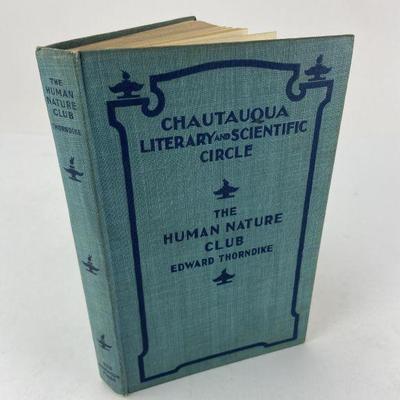 THE
HUMAN
NATURE
CLUB
THORNDIKE
CHAUTAUQUA
LITERARY AND SCIENTIFIC
CIRCLE
THE
HUMAN NATURE
CLUB
EDWARD THORNDIKE